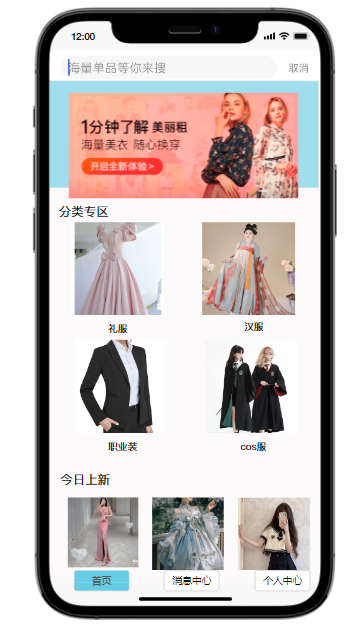 12:00
海量单品等你来搜
取消
1分钟了解 美丽租
海量美衣 随心换穿
开启全新体验>
分类专区
礼服
汉服
职业装
cos服
今日上新
首页
消息中心
个人中心